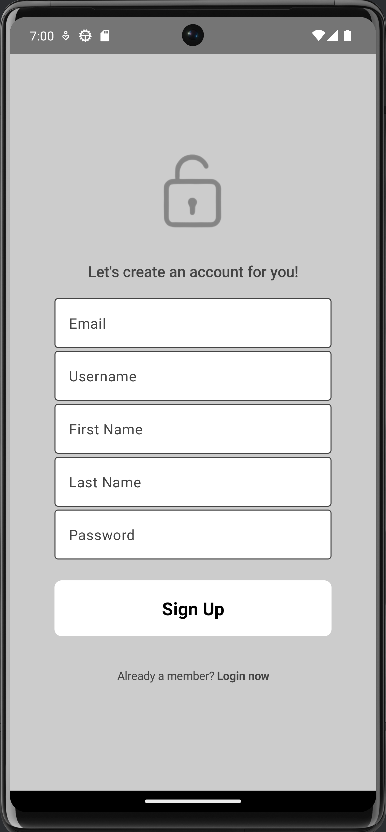 7:00
Let's create an account for you!
Email
Username
First Name
Last Name
Password
Sign Up
Already a member? Login now